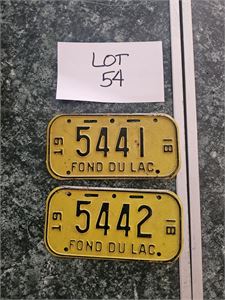 LOT
54
19 5441 81
FOND DU LAC
19 5442 81
FOND DU LAC